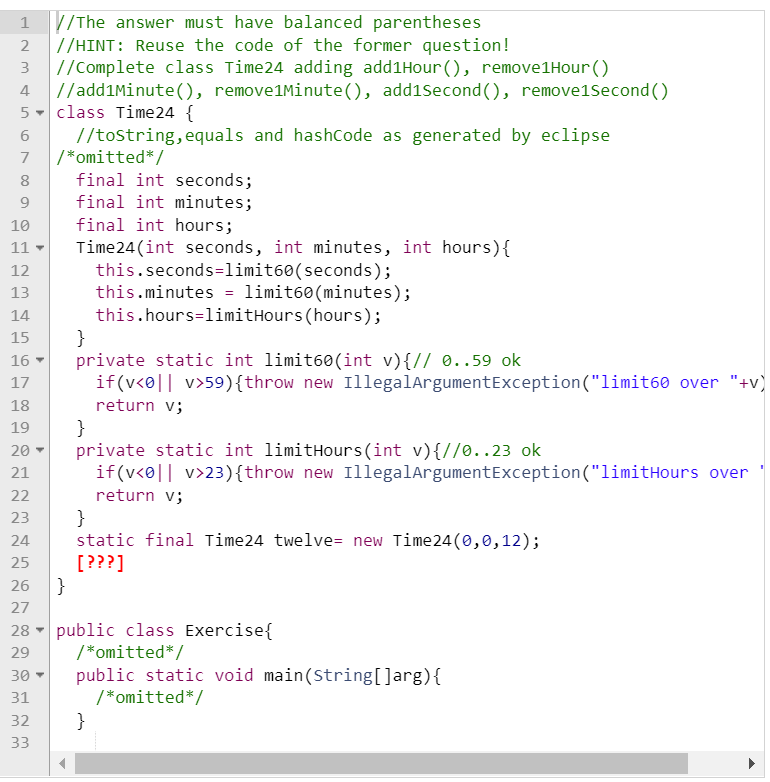 1 //The answer must have balanced parentheses
2 //HINT: Reuse the code of the former question!
3 //Complete class Time24 adding add1Hour(), remove1Hour()
4 //add1Minute(), remove1Minute(), add1Second(), remove1Second()
5 class Time24 {
6 //toString,equals and hashCode as generated by eclipse
7 /*omitted*/
8 final int seconds;
9 final int minutes;
10 final int hours;
11 Time24(int seconds, int minutes, int hours){
12 this.seconds=limit60(seconds);
13 this.minutes = limit60(minutes);
14 this.hours=limitHours(hours);
15 }
16 private static int limit60(int v){// 0..59 ok
17 if(v<0|| v>59){throw new IllegalArgumentException("limit60 over "+v)
18 return v;
19 }
20 private static int limitHours(int v){//0..23 ok
21 if(v<0|| v>23){throw new IllegalArgumentException("limitHours over "
22 return v;
23 }
24 static final Time24 twelve= new Time24(0,0,12);
25 [???]
26 }
27
28 public class Exercise{
29 /*omitted*/
30 public static void main(String[]arg){
31 /*omitted*/
32 }
33